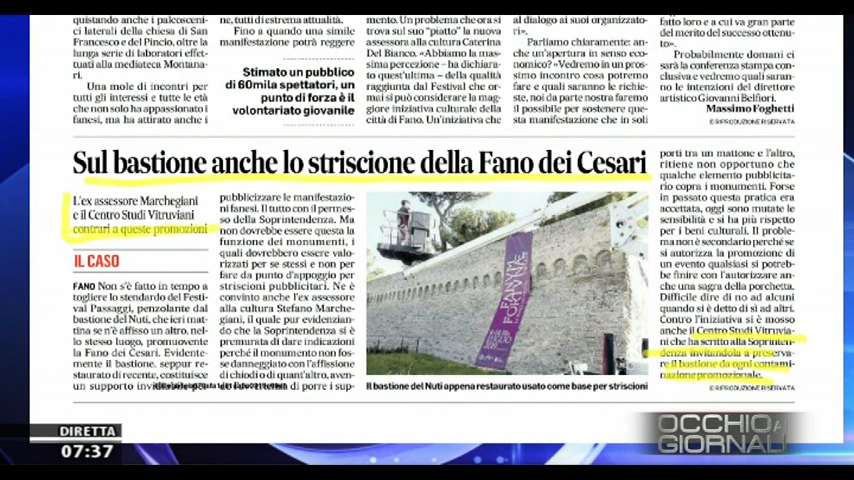 quistando anche i palcosceni-
ci laterali della chiesa di San
Francesco e del Pincio, oltre la
serie di laboratori effet-
tuati alla mediateca Montana-
ri.
Una mole di incontri per
tutti gli interessi e tutte le età
che non solo ha appassionato i
fanesi, ma ha attirato anche i
ne, tutti di estrema attualità.
Fino a quando una simile
manifestazione potrà reggere
Stimato un pubblico
di 60mila spettatori, un
punto di forza è il
volontariato giovanile
mento. Un problema che ora si
trova sul suo "piatto" la nuova
assessora alla cultura Caterina
Del Bianco. «Abbiamo la mas-
sima percezione – ha dichiara-
to quest'ultima – della qualità
raggiunta dal Festival che or-
mai si può considerare la mag-
giore iniziativa culturale della
città di Fano. Un'iniziativa che
al dialogo ai suoi organizzato-
ri».
Parliamo chiaramente: an-
che un'apertura in senso eco-
nomico? «Vedremo in un pros-
simo incontro cosa potremo
fare e quali saranno le richie-
ste, noi da parte nostra faremo
il possibile per sostenere que-
sta manifestazione che in soli
fatto loro e a cui va gran parte
del merito del successo ottenu-
to».
Probabilmente domani ci
sarà la conferenza stampa con-
clusiva e vedremo quali saran-
no le intenzioni del direttore
artistico Giovanni Belfiori.
Massimo Foghetti
© RIPRODUZIONE RISERVATA
Sul bastione anche lo striscione della Fano dei Cesari
L'ex assessore Marchegiani
e il Centro Studi Vitruviani
contrari a queste promozioni
IL CASO
FANO Non s'è fatto in tempo a
togliere lo stendardo del Festi-
val Passaggi, penzolante dal
bastione del Nuti, che ieri mat-
tina se n'è affisso un altro, nel-
lo stesso luogo, promuovente
la Fano dei Cesari. Evidente-
mente il bastione, seppur re-
staurato di recente, costituisce
un supporto
pubblicizzare le manifestazio-
ni fanesi. Il tutto con il permes-
so della Soprintendenza. Ma
non dovrebbe essere questa la
funzione dei monumenti, i
quali dovrebbero essere valo-
rizzati per se stessi e non per
fare da punto d'appoggio per
striscioni pubblicitari. Ne è
convinto anche l'ex assessore
alla cultura Stefano Marche-
giani, il quale pur evidenzian-
do che la Soprintendenza si è
premurata di dare indicazioni
perché il monumento non fos-
se danneggiato con l'affissione
di chiodi o di quant'altro, aven-
do avvertenza di porre i sup-
FANVM
FORTVNAE
Il bastione del Nuti appena restaurato usato come base per striscioni
porti tra un mattone e l'altro,
ritiene non opportuno che
qualche elemento pubblicita-
rio copra i monumenti. Forse
in passato questa pratica era
accettata, oggi sono mutate le
sensibilità e si ha più rispetto
per i beni culturali. Il proble-
ma non è secondario perché se
si autorizza la promozione di
un evento qualsiasi si potreb-
be finire con l'autorizzare an-
che una sagra della porchetta.
Difficile dire di no ad alcuni
quando si è detto di sì ad altri.
Contro l'iniziativa si è mosso
anche il Centro Studi Vitruvia-
ni che ha scritto alla Soprinten-
denza invitandola a preserva-
re il bastione da ogni contami-
nazione promozionale.
© RIPRODUZIONE RISERVATA
DIRETTA
07:37
OCCHIO AI
GIORNALI